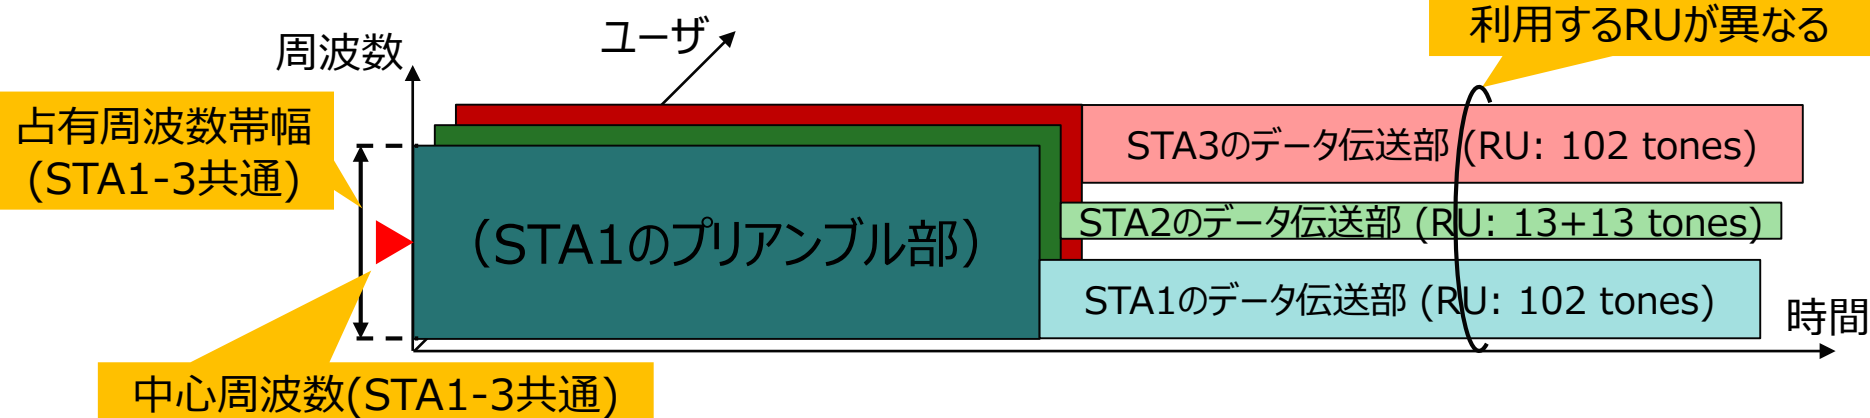 利用するRUが異なる
ユーザ
周波数
占有周波数帯幅
(STA1-3共通)
STA3のデータ伝送部 (RU: 102 tones)
STA2のデータ伝送部 (RU: 13+13 tones)
(STA1のプリアンブル部)
STA1のデータ伝送部 (RU: 102 tones)
時間
中心周波数(STA1-3共通)